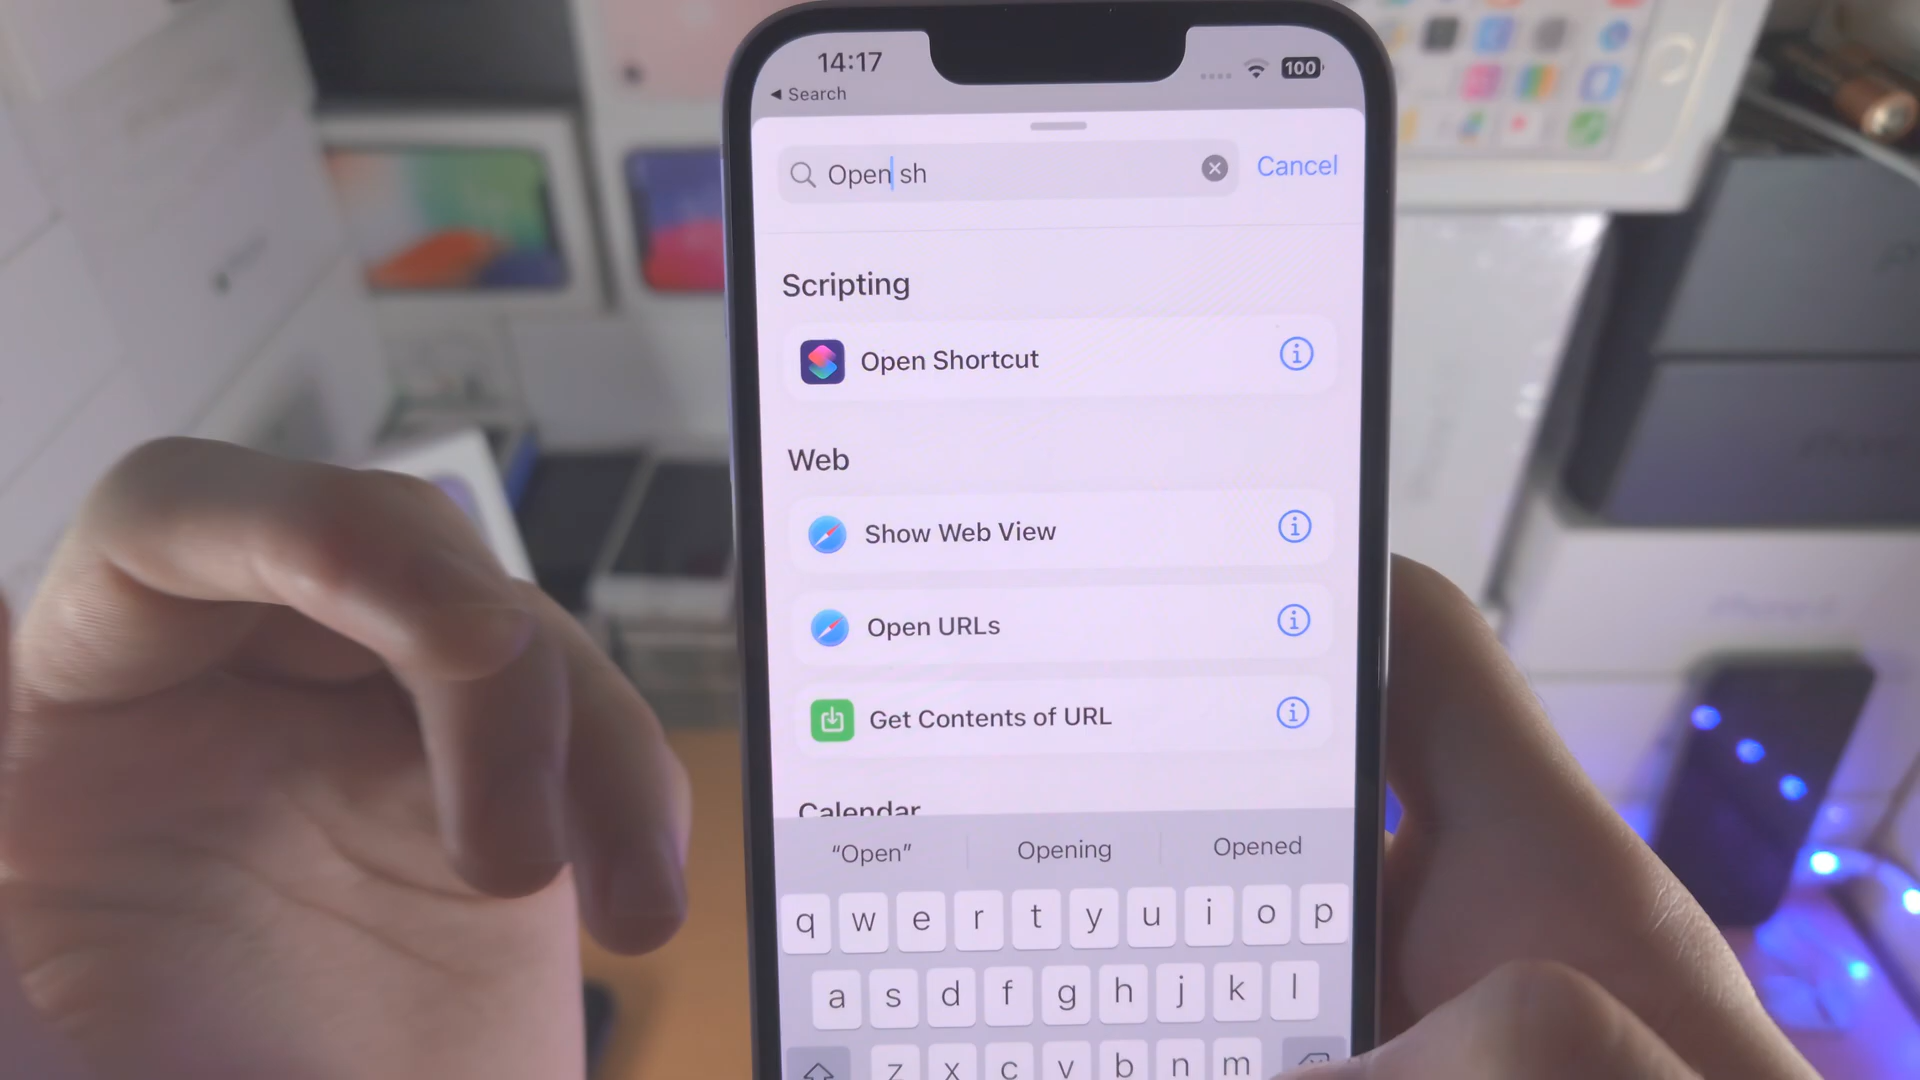 14:17
100
◀ Search
Open sh
Cancel
Scripting
Open Shortcut
Web
Show Web View
Open URLs
Get Contents of URL
Calendar
“Open” Opening Opened
q w e r t y u i o p
a s d f g h j k l
z x c v b n m